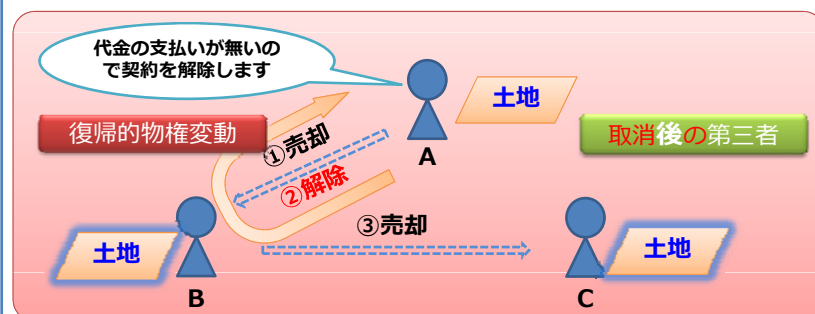 代金の支払いが無いの
で契約を解除します
土地
復帰的物権変動
①売却
取消後の第三者
A
②解除
③売却
土地
土地
B
C